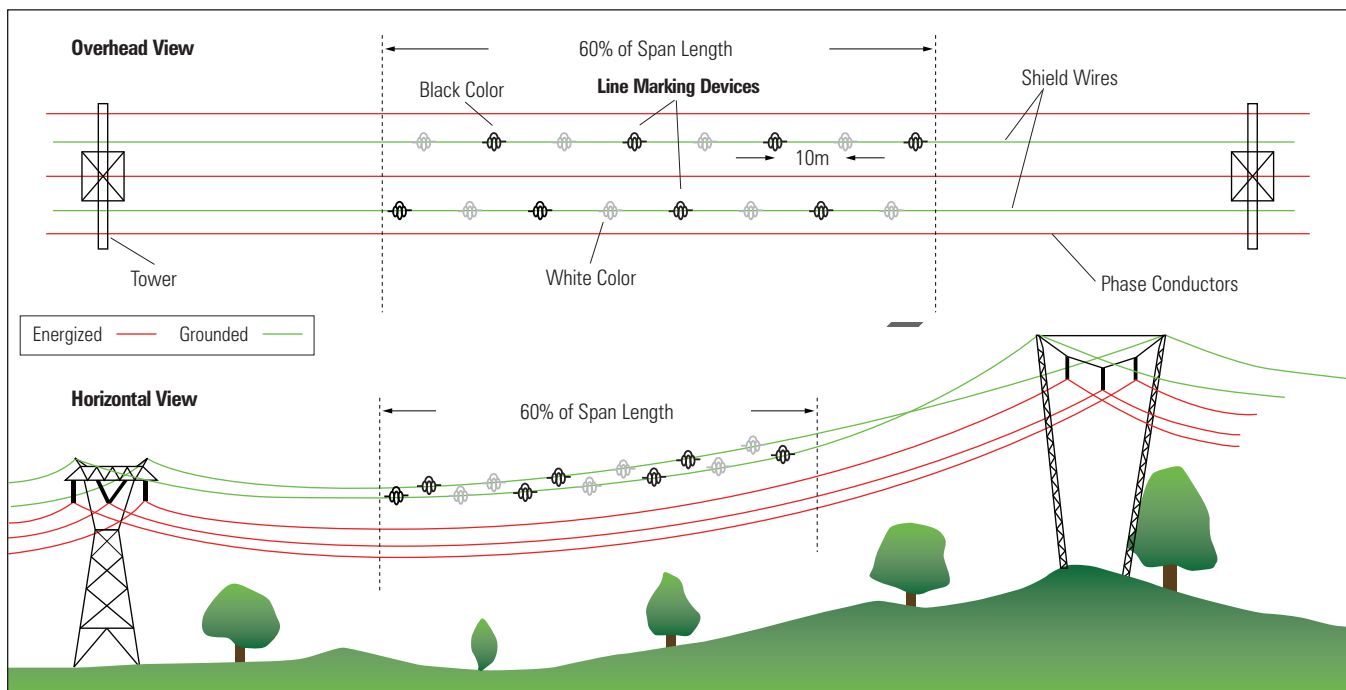 Overhead View
60% of Span Length
Black Color
Line Marking Devices
Shield Wires
10m
Tower
White Color
Phase Conductors
Energized
Grounded
Horizontal View
60% of Span Length